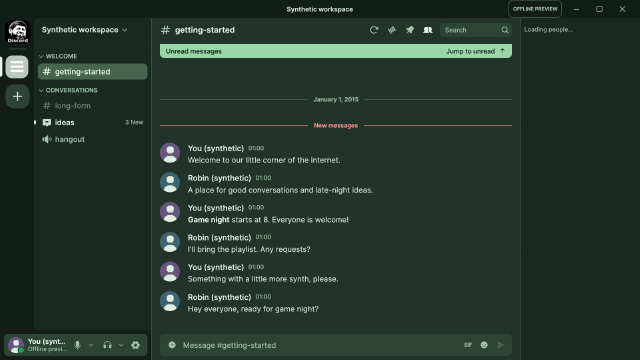 Synthetic workspace
OFFLINE PREVIEW
Discord
Synthetic workspace
WELCOME
# getting-started
CONVERSATIONS
# long-form
ideas 3 New
hangout
You (synt...
Offline previ...
# getting-started
Search
Unread messages Jump to unread ↑
January 1, 2015
New messages
You (synthetic) 01:00
Welcome to our little corner of the internet.
Robin (synthetic) 01:00
A place for good conversations and late-night ideas.
You (synthetic) 01:00
Game night starts at 8. Everyone is welcome!
Robin (synthetic) 01:00
I'll bring the playlist. Any requests?
You (synthetic) 01:00
Something with a little more synth, please.
Robin (synthetic) 01:00
Hey everyone, ready for game night?
Message #getting-started
GIF
Loading people...